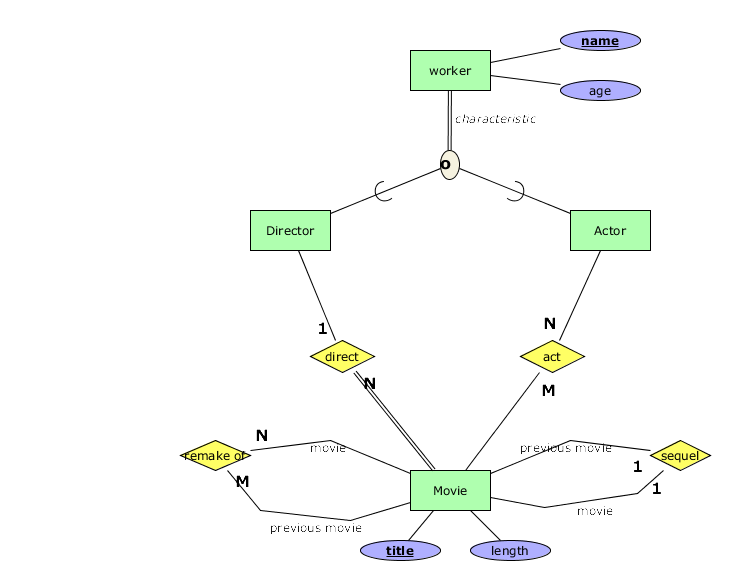 name
worker
age
characteristic
o
Director
Actor
1
N
direct
act
N
M
N
movie
previous movie
remake of
sequel
1
M
1
Movie
movie
previous movie
title
length